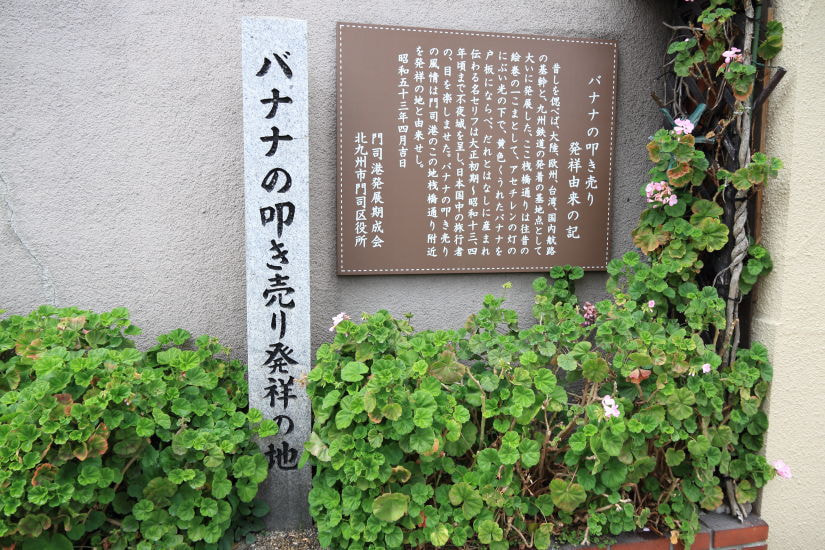 バナナの叩き売り発祥の地
バナナの叩き売り
発祥由来の記
昔しを偲べば、大陸、欧州、台湾、国内航路
の基幹と、九州鉄道の発着の基地点として
大いに発展した、ここ桟橋通りは往昔の
絵巻の一こまとして、アセチレンの灯の
にぶい光の下で、黄色くうれたバナナを
戸板にならべ、だれとはなしに産まれ
伝わる名セリフは大正初期〜昭和十三、四
年頃まで不夜城を呈し、日本国中の旅行者
の、目を楽しませた。バナナの叩き売り
の風情は門司港のこの地桟橋通り附近
を発祥の地と由来せし。
昭和五十三年四月吉日
門司港発展期成会
北九州市門司区役所